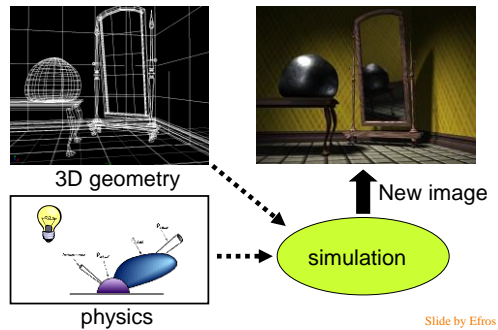 3D geometry
New image
simulation
physics
Slide by Efros